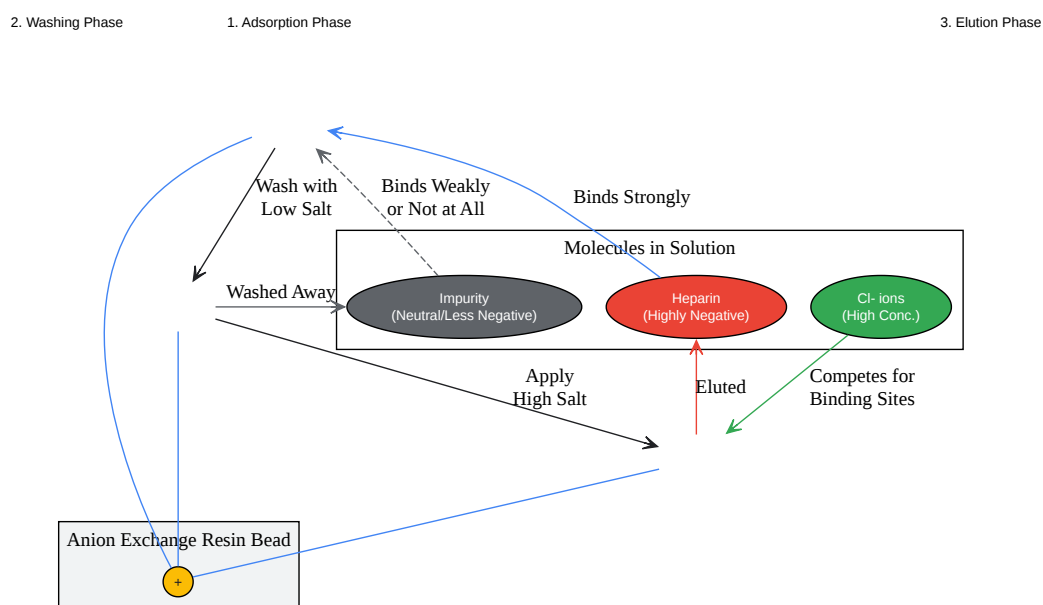 2. Washing Phase
1. Adsorption Phase
3. Elution Phase
Wash with
Low Salt
Binds Weakly
or Not at All
Binds Strongly
Molecules in Solution
Washed Away
Impurity
(Neutral/Less Negative)
Heparin
(Highly Negative)
Cl- ions
(High Conc.)
Apply
High Salt
Eluted
Competes for
Binding Sites
Anion Exchange Resin Bead
+